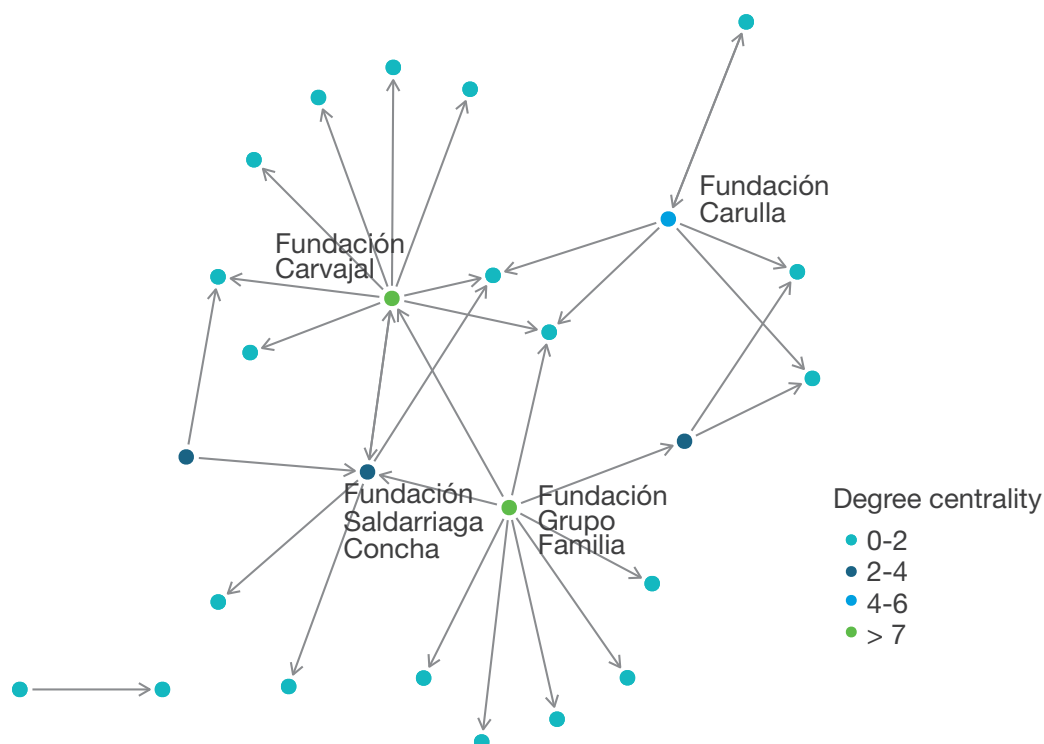 Fundación
Carulla
Fundación
Carvajal
Fundación
Saldarriaga
Concha
Fundación
Grupo
Familia
Degree centrality
0-2
2-4
4-6
> 7